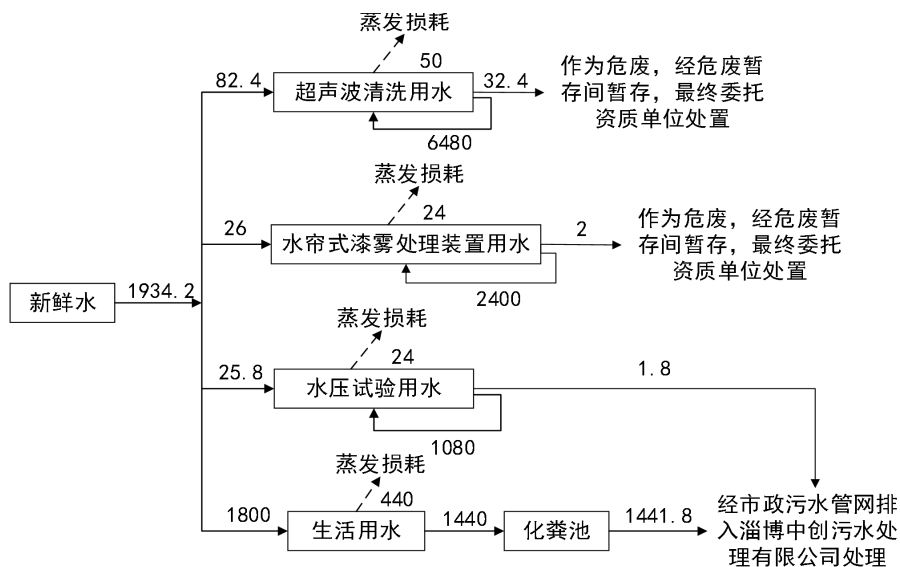 蒸发损耗
50
82.4
超声波清洗用水
32.4
作为危废，经危废暂
存间暂存，最终委托
资质单位处置
6480
蒸发损耗
24
26
水帘式漆雾处理装置用水
2
作为危废，经危废暂
存间暂存，最终委托
资质单位处置
2400
新鲜水
1934.2
蒸发损耗
24
25.8
水压试验用水
1.8
1080
蒸发损耗
440
1800
生活用水
1440
化粪池
1441.8
经市政污水管网排
入淄博中创污水处
理有限公司处理